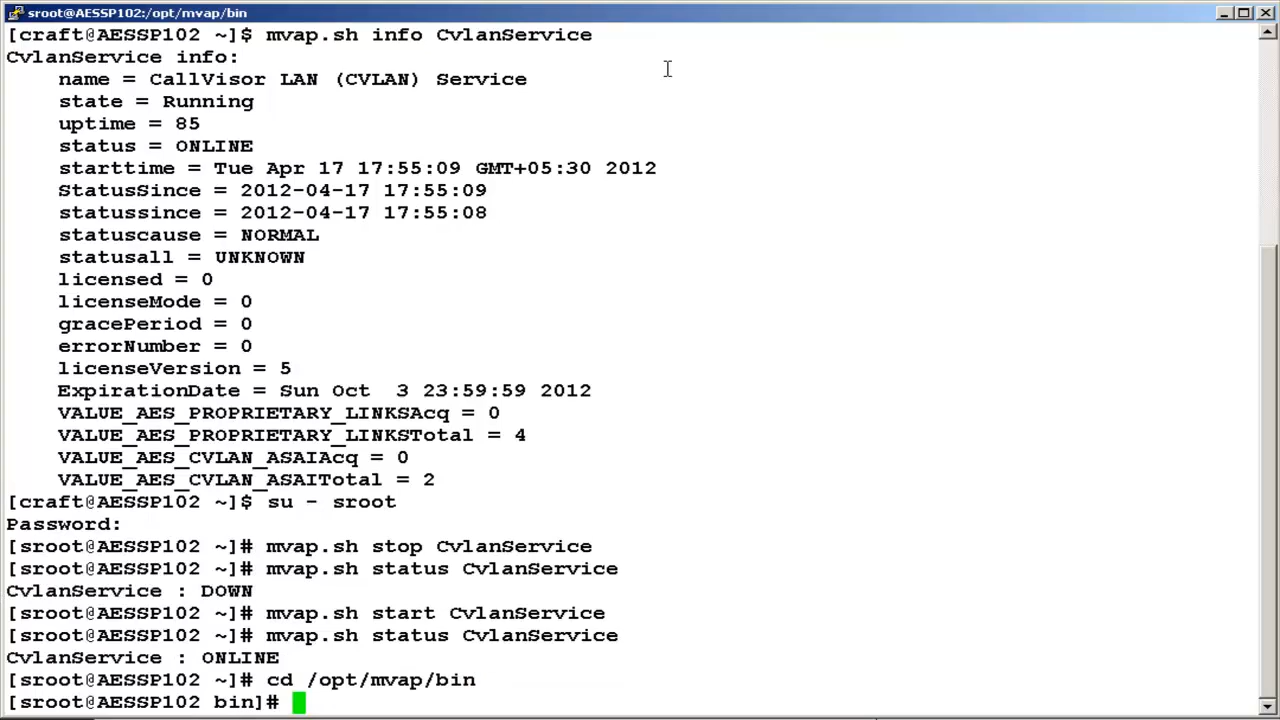 sroot@AESSP102:/opt/mvap/bin
[craft@AESSP102 ~]$ mvap.sh info CvlanService
CvlanService info:
name = CallVisor LAN (CVLAN) Service
state = Running
uptime = 85
status = ONLINE
starttime = Tue Apr 17 17:55:09 GMT+05:30 2012
StatusSince = 2012-04-17 17:55:09
statussince = 2012-04-17 17:55:08
statuscause = NORMAL
statusall = UNKNOWN
licensed = 0
licenseMode = 0
gracePeriod = 0
errorNumber = 0
licenseVersion = 5
ExpirationDate = Sun Oct  3 23:59:59 2012
VALUE_AES_PROPRIETARY_LINKSAcq = 0
VALUE_AES_PROPRIETARY_LINKSTotal = 4
VALUE_AES_CVLAN_ASAIAcq = 0
VALUE_AES_CVLAN_ASAITotal = 2
[craft@AESSP102 ~]$ su - sroot
Password:
[sroot@AESSP102 ~]# mvap.sh stop CvlanService
[sroot@AESSP102 ~]# mvap.sh status CvlanService
CvlanService : DOWN
[sroot@AESSP102 ~]# mvap.sh start CvlanService
[sroot@AESSP102 ~]# mvap.sh status CvlanService
CvlanService : ONLINE
[sroot@AESSP102 ~]# cd /opt/mvap/bin
[sroot@AESSP102 bin]#